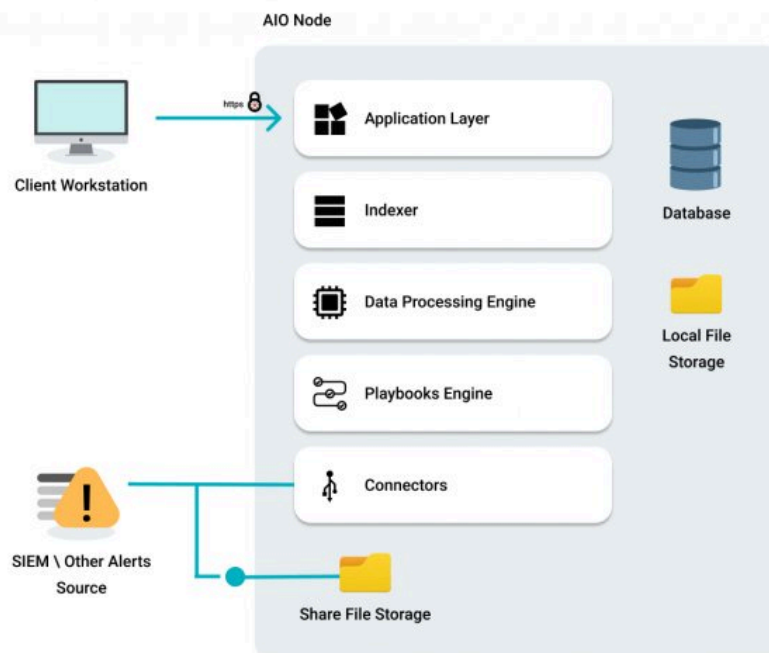 AIO Node
https
Client Workstation
Application Layer
Indexer
Data Processing Engine
Playbooks Engine
Connectors
Database
Local File
Storage
SIEM \ Other Alerts
Source
Share File Storage